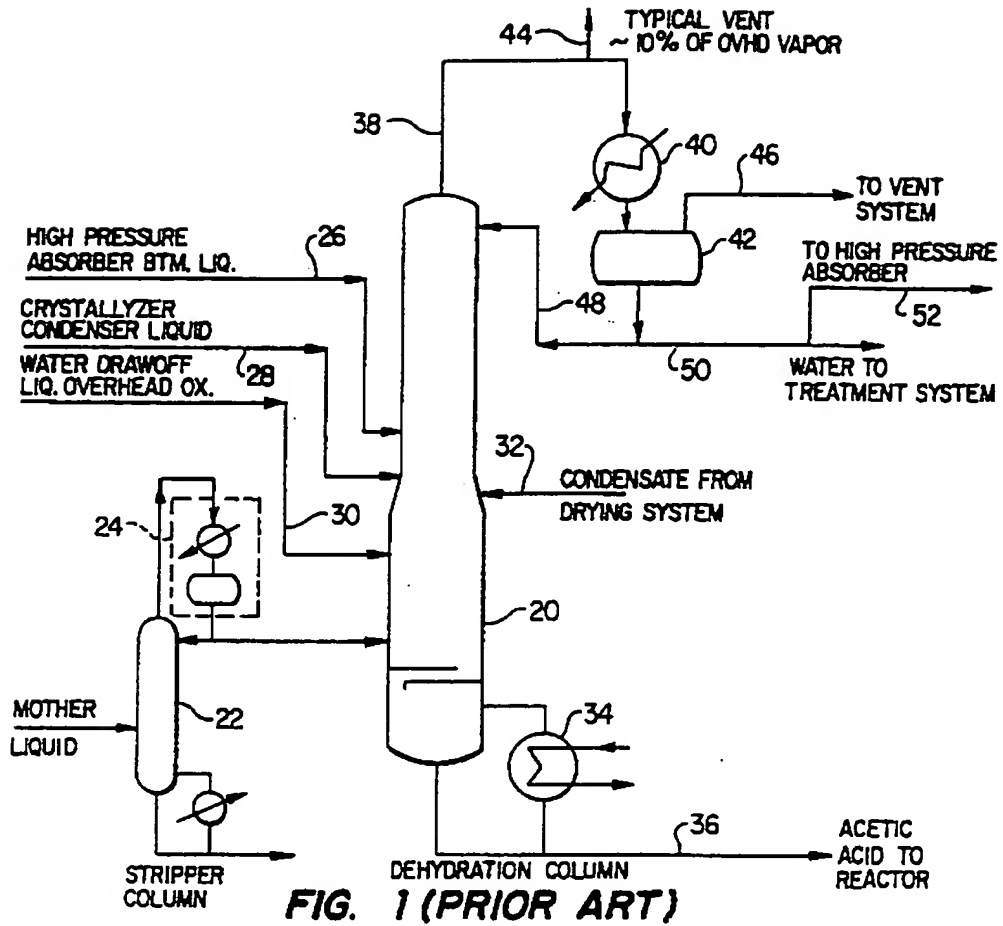 44
TYPICAL VENT
~ 10% OF OVHD VAPOR
38
40
46
TO VENT
SYSTEM
42
HIGH PRESSURE
ABSORBER BTM. LIQ.
26
TO HIGH PRESSURE
ABSORBER
52
48
CRYSTALLYZER
CONDENSER LIQUID
28
50
WATER TO
TREATMENT SYSTEM
WATER DRAWOFF
LIQ. OVERHEAD OX.
32
CONDENSATE FROM
DRYING SYSTEM
24
30
20
MOTHER
LIQUID
22
34
36
ACETIC
ACID TO
REACTOR
STRIPPER
COLUMN
DEHYDRATION COLUMN
FIG. 1 (PRIOR ART)